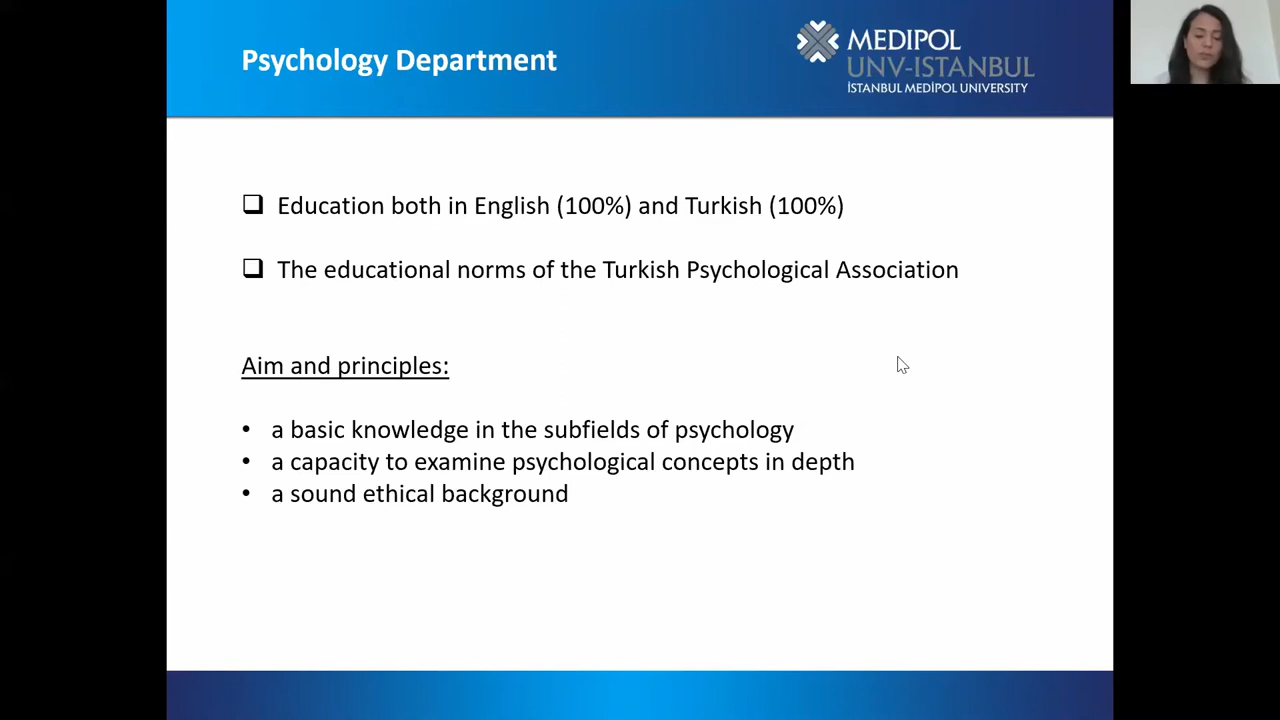 Psychology Department
MEDIPOL
UNV-ISTANBUL
İSTANBUL MEDİPOL UNIVERSITY
❑ Education both in English (100%) and Turkish (100%)
❑ The educational norms of the Turkish Psychological Association
Aim and principles:
• a basic knowledge in the subfields of psychology
• a capacity to examine psychological concepts in depth
• a sound ethical background